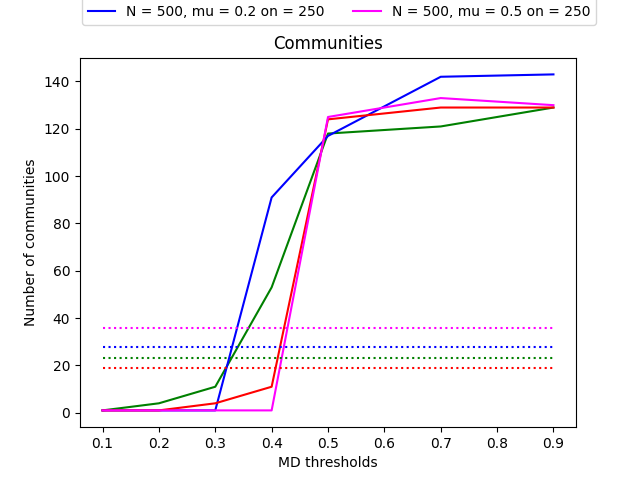 N = 500, mu = 0.2 on = 250 N = 500, mu = 0.5 on = 250
Communities
140
120
100
80
60
40
20
0
Number of communities
0.1 0.2 0.3 0.4 0.5 0.6 0.7 0.8 0.9
MD thresholds